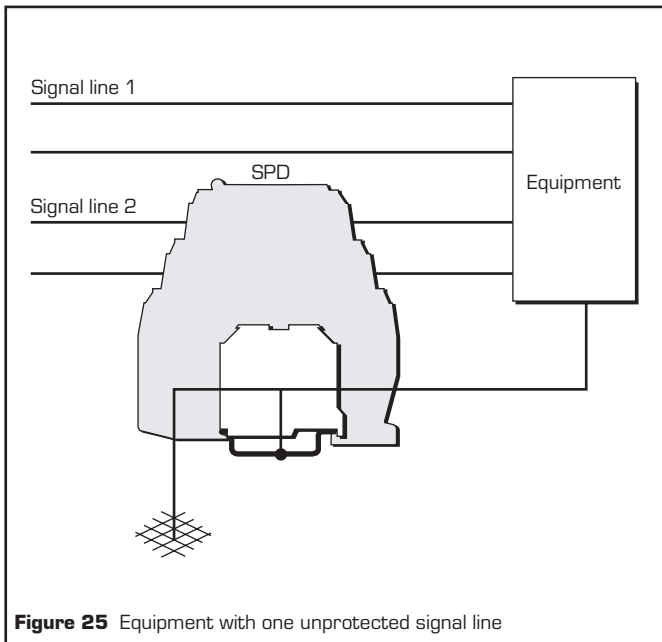 Signal line 1
SPD
Signal line 2
Equipment
Figure 25 Equipment with one unprotected signal line